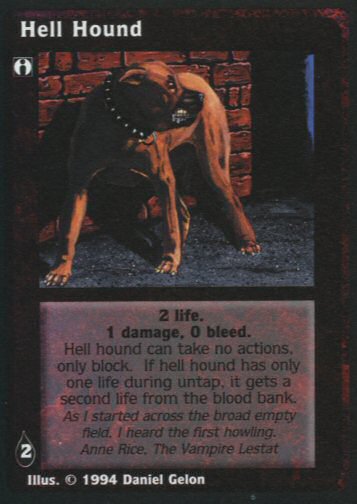 Hell Hound
2 life.
1 damage, 0 bleed.
Hell hound can take no actions,
only block. If hell hound has only
one life during untap, it gets a
second life from the blood bank.
As I started across the broad empty
field, I heard the first howling.
Anne Rice, The Vampire Lestat
2
Illus. © 1994 Daniel Gelon